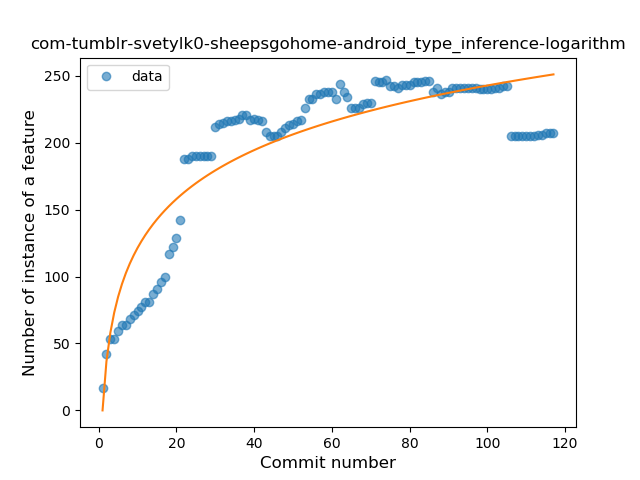 com-tumblr-svetylk0-sheepsgohome-android_type_inference-logarithm
data
Number of instance of a feature
250
200
150
100
50
0
0 20 40 60 80 100 120
Commit number